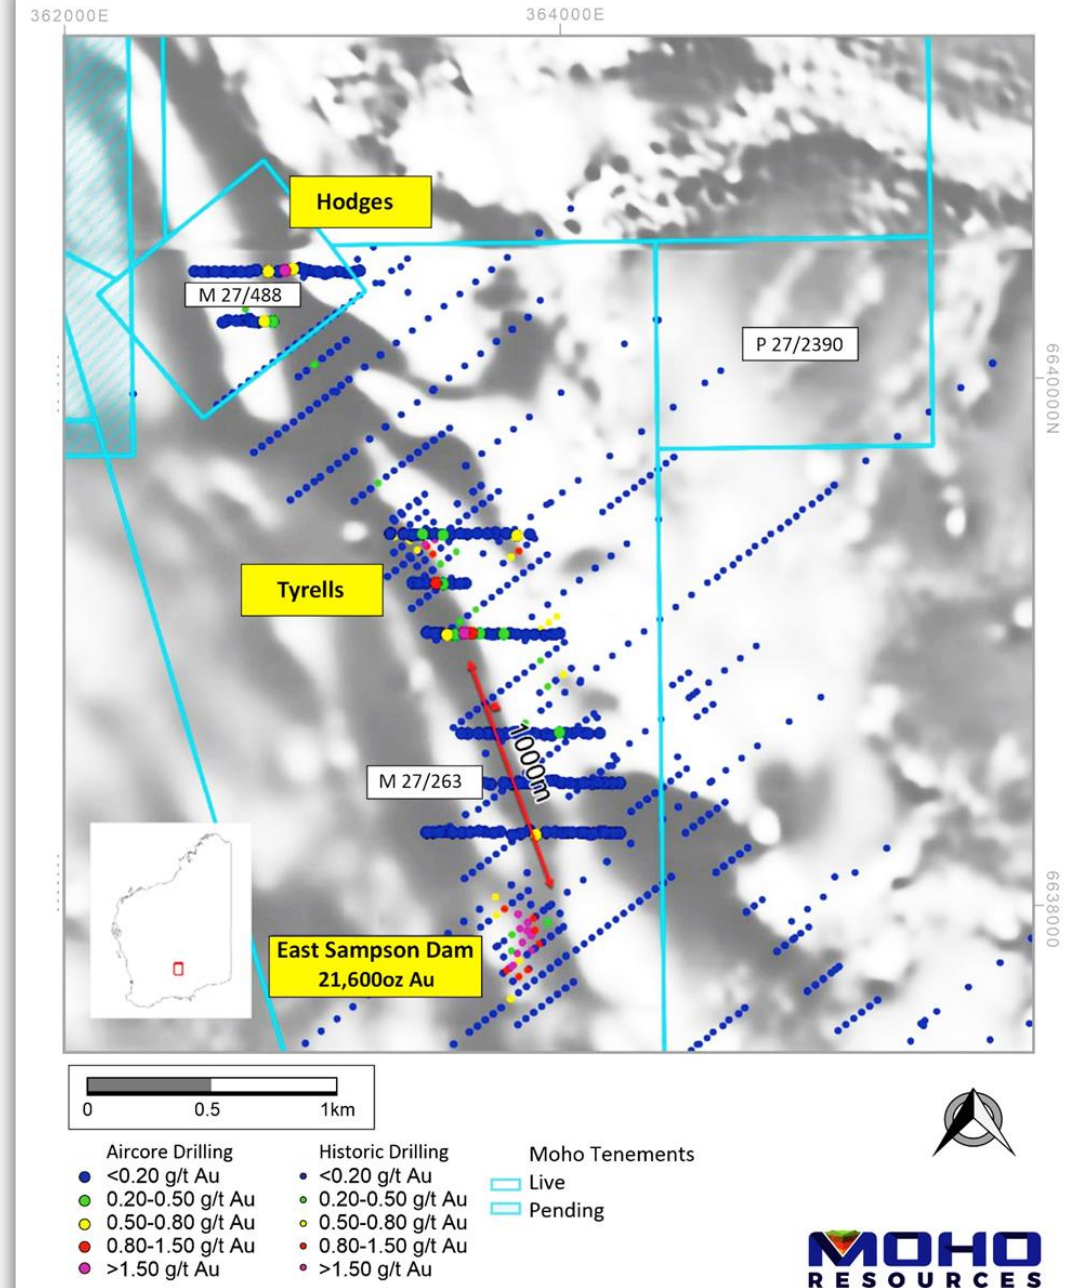 362000E
364000E
Hodges
M 27/488
P 27/2390
6640000N
Tyrells
1000m
M 27/263
6638000
East Sampson Dam
21,600oz Au
0 0.5 1km
Aircore Drilling
<0.20 g/t Au
0.20-0.50 g/t Au
0.50-0.80 g/t Au
0.80-1.50 g/t Au
>1.50 g/t Au
Historic Drilling
<0.20 g/t Au
0.20-0.50 g/t Au
0.50-0.80 g/t Au
0.80-1.50 g/t Au
>1.50 g/t Au
Moho Tenements
Live
Pending
MOHO
RESOURCES